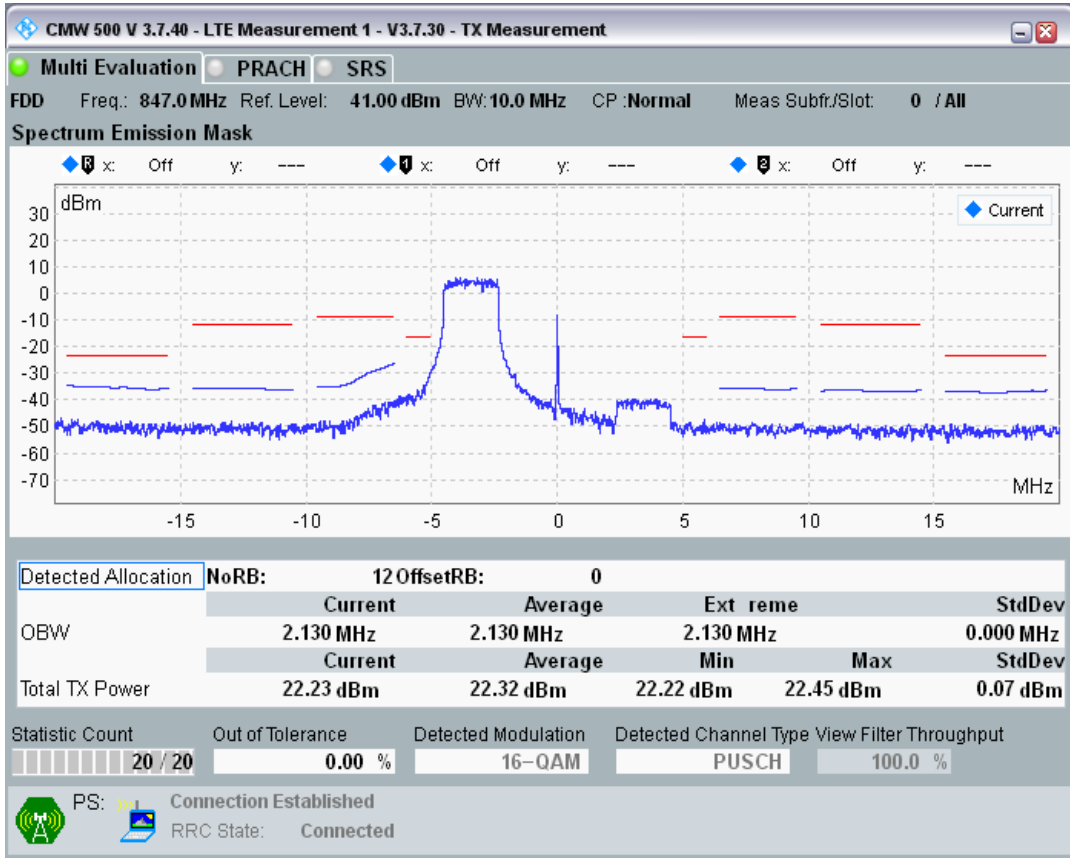 CMW 500 V 3.7.40 - LTE Measurement 1 - V3.7.30 - TX Measurement
Multi Evaluation PRACH SRS
FDD Freq.: 847.0 MHz Ref. Level: 41.00 dBm BW: 10.0 MHz CP :Normal Meas Subfr./Slot: 0 / All
Spectrum Emission Mask
R x: Off y: --- 1 x: Off y: --- 2 x: Off y: ---
dBm
Current
30
20
10
0
-10
-20
-30
-40
-50
-60
-70
MHz
-15 -10 -5 0 5 10 15
Detected Allocation NoRB: 12 OffsetRB: 0
Current Average Ext reme StdDev
OBW 2.130 MHz 2.130 MHz 2.130 MHz 0.000 MHz
Current Average Min Max StdDev
Total TX Power 22.23 dBm 22.32 dBm 22.22 dBm 22.45 dBm 0.07 dBm
Statistic Count Out of Tolerance Detected Modulation Detected Channel Type View Filter Throughput
20 / 20 0.00 % 16-QAM PUSCH 100.0 %
PS: Connection Established
RRC State: Connected